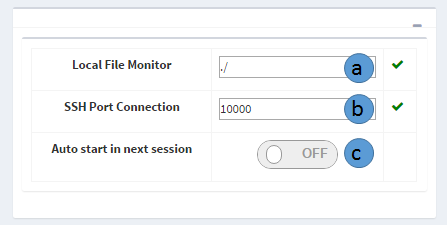 Local File Monitor ./ a
SSH Port Connection 10000 b
Auto start in next session OFF c